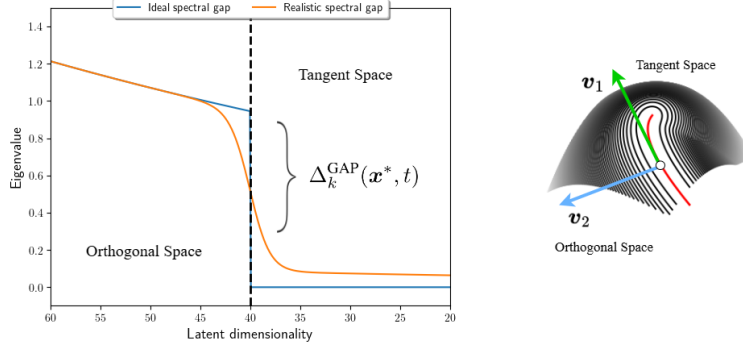 Ideal spectral gap
Realistic spectral gap
1.4
1.2
1.0
0.8
0.6
0.4
0.2
0.0
Eigenvalue
Tangent Space
Δ_k^GAP(x*, t)
Orthogonal Space
60 55 50 45 40 35 30 25 20
Latent dimensionality
Tangent Space
v₁
v₂
Orthogonal Space